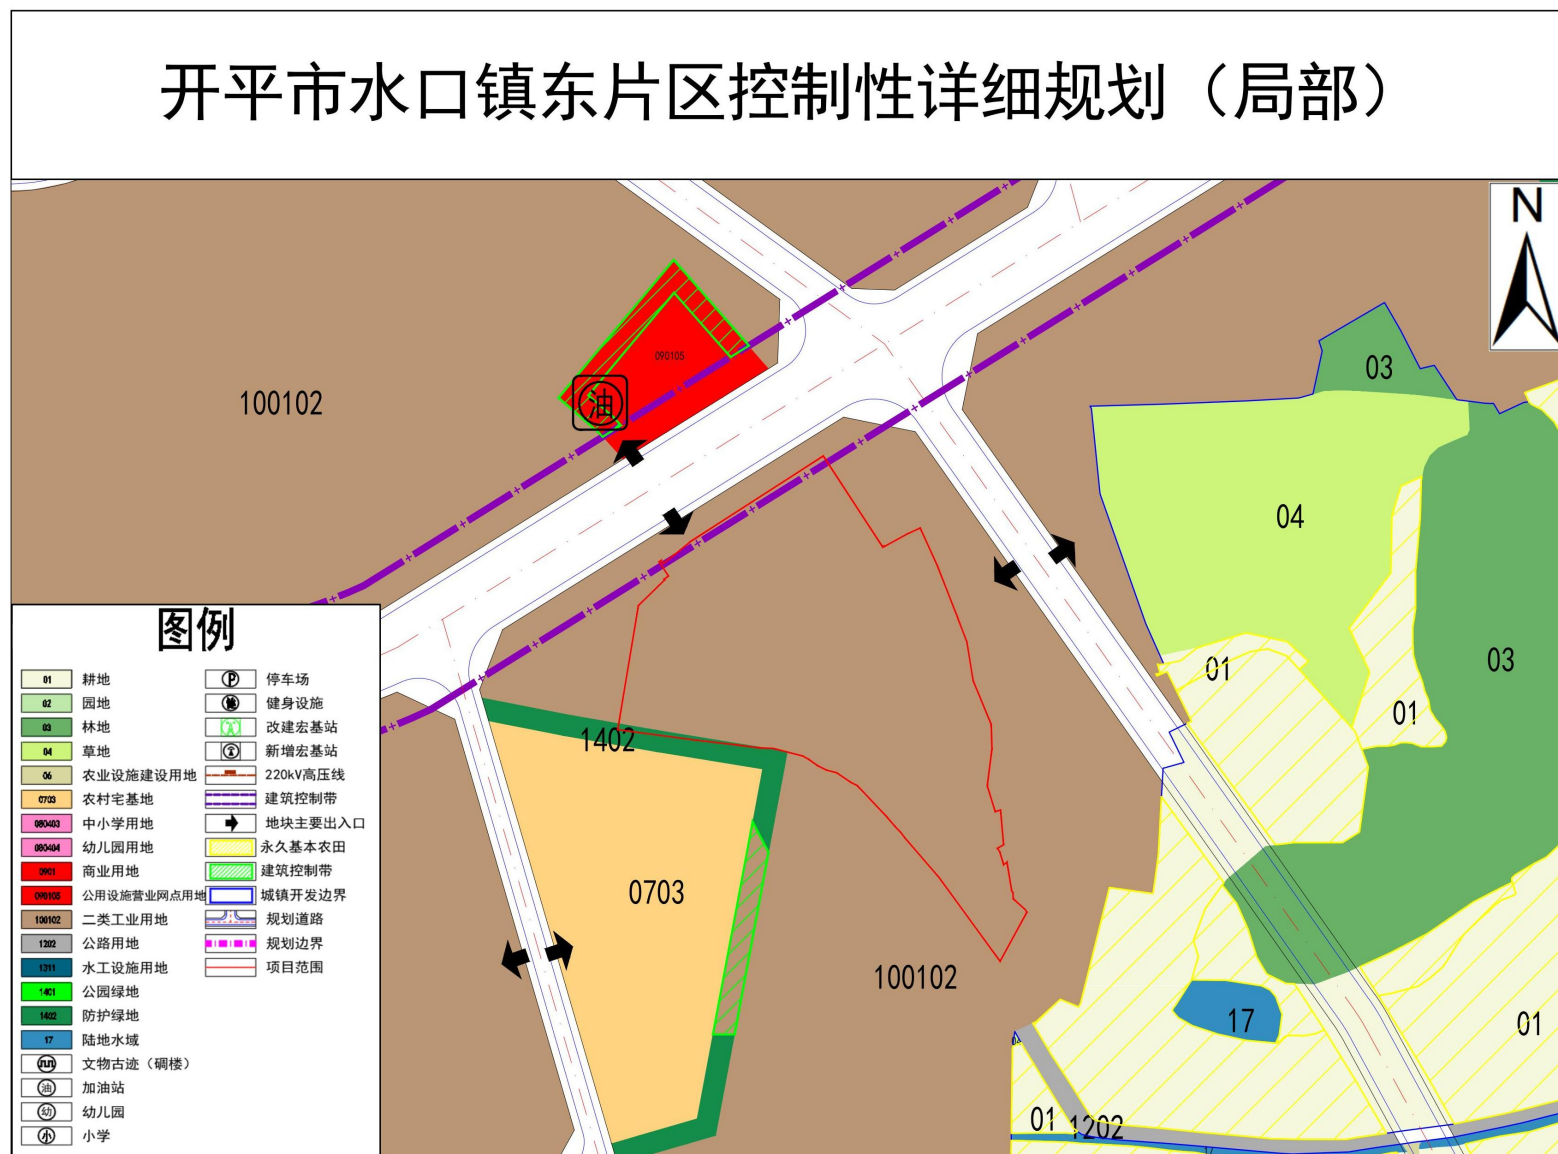 开平市水口镇东片区控制性详细规划（局部）
N
090105
油
100102
03
04
03
01
01
1402
0703
100102
17
01
01
1202
图例
01 耕地
02 园地
03 林地
04 草地
06 农业设施建设用地
0703 农村宅基地
080403 中小学用地
080404 幼儿园用地
0901 商业用地
090105 公用设施营业网点用地
100102 二类工业用地
1202 公路用地
1311 水工设施用地
1401 公园绿地
1402 防护绿地
17 陆地水域
文物古迹（碉楼）
油 加油站
幼 幼儿园
小 小学
P 停车场
健 健身设施
改建宏基站
新增宏基站
220kV高压线
建筑控制带
地块主要出入口
永久基本农田
建筑控制带
城镇开发边界
规划道路
规划边界
项目范围